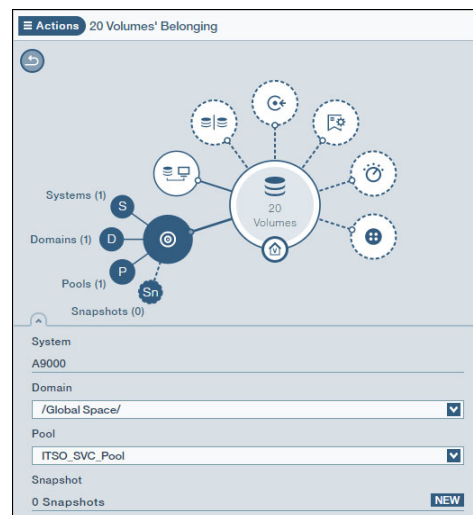 Actions 20 Volumes' Belonging
20
Volumes
Systems (1)
S
Domains (1)
D
Pools (1)
P
Snapshots (0)
Sn
System
A9000
Domain
/Global Space/
Pool
ITSO_SVC_Pool
Snapshot
0 Snapshots NEW